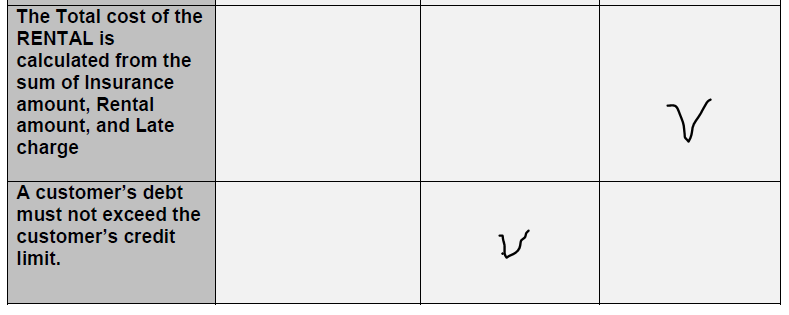 The Total cost of the
RENTAL is
calculated from the
sum of Insurance
amount, Rental
amount, and Late
charge
V
A customer’s debt
must not exceed the
customer’s credit
limit.
V